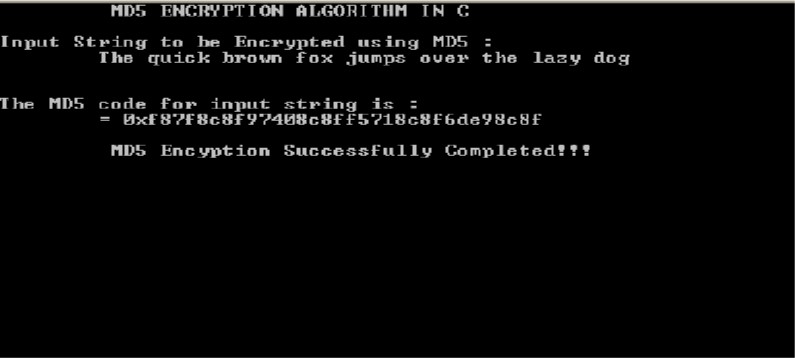 MD5 ENCRYPTION ALGORITHM IN C
Input String to be Encrypted using MD5 :
The quick brown fox jumps over the lazy dog
The MD5 code for input string is :
= 0xf87f8c8f97408c8ff5718c8f6de98c8f
MD5 Encyption Successfully Completed!!!